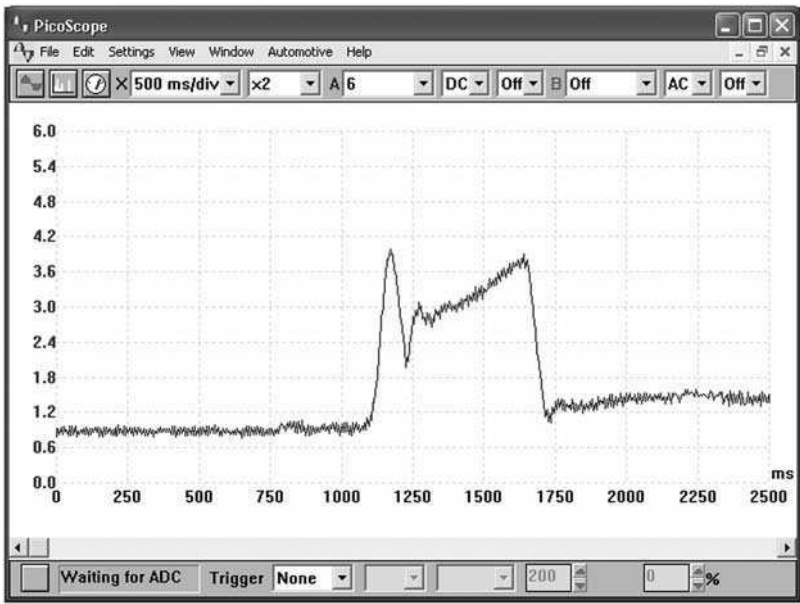 PicoScope
File Edit Settings View Window Automotive Help
X 500 ms/div x2 A 6 DC Off B Off AC Off
6.0
5.4
4.8
4.2
3.6
3.0
2.4
1.8
1.2
0.6
0.0
ms
0 250 500 750 1000 1250 1500 1750 2000 2250 2500
Waiting for ADC Trigger None 200 0 %